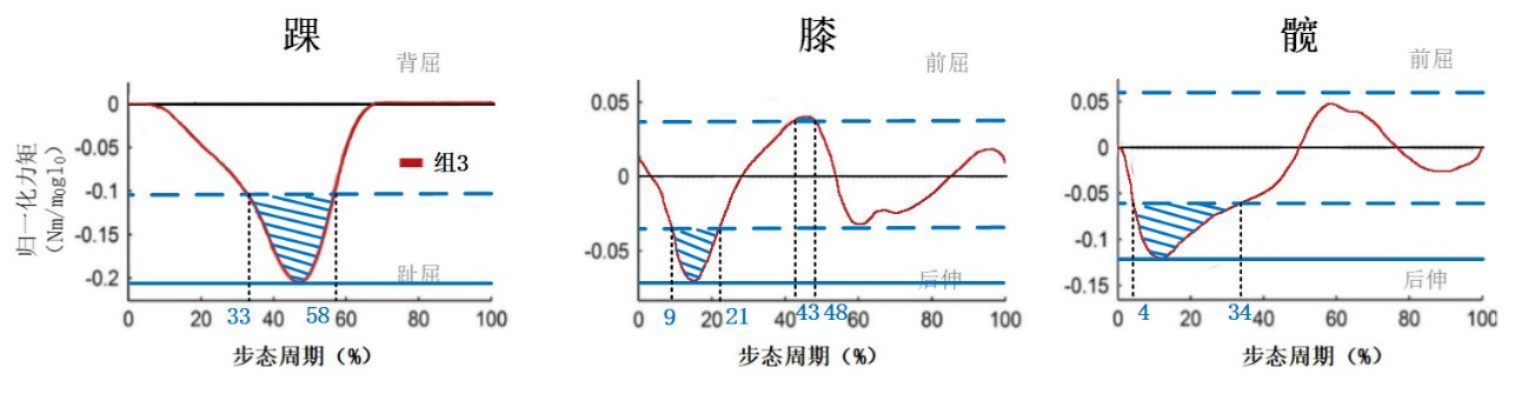 踝
背屈
0
-0.05
-0.1
-0.15
-0.2
归一化力矩
（Nm/m₀gl₀）
组3
趾屈
0 20 33 40 58 60 80 100
步态周期（%）
膝
前屈
0.05
0
-0.05
后伸
0 9 20 21 40 43 48 60 80 100
步态周期（%）
髋
前屈
0.05
0
-0.05
-0.1
-0.15
后伸
0 4 20 34 40 60 80 100
步态周期（%）